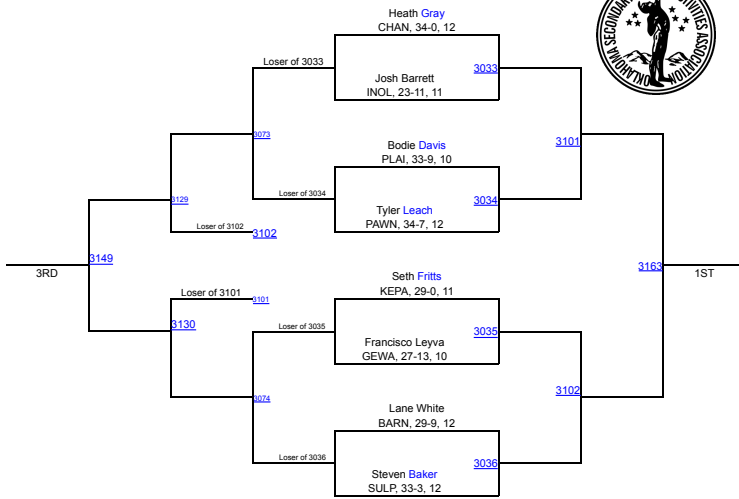 Heath Gray
CHAN, 34-0, 12
Loser of 3033
3033
Josh Barrett
INOL, 23-11, 11
3073
3101
Bodie Davis
PLAI, 33-9, 10
Loser of 3034
3034
3129
Tyler Leach
PAWN, 34-7, 12
Loser of 3102
3102
3149
3RD
3163
1ST
Seth Fritts
KEPA, 29-0, 11
Loser of 3101
3101
3130
Loser of 3035
3035
Francisco Leyva
GEWA, 27-13, 10
3074
3102
Lane White
BARN, 29-9, 12
Loser of 3036
3036
Steven Baker
SULP, 33-3, 12
OKLAHOMA SECONDARY
ACTIVITIES ASSOCIATION